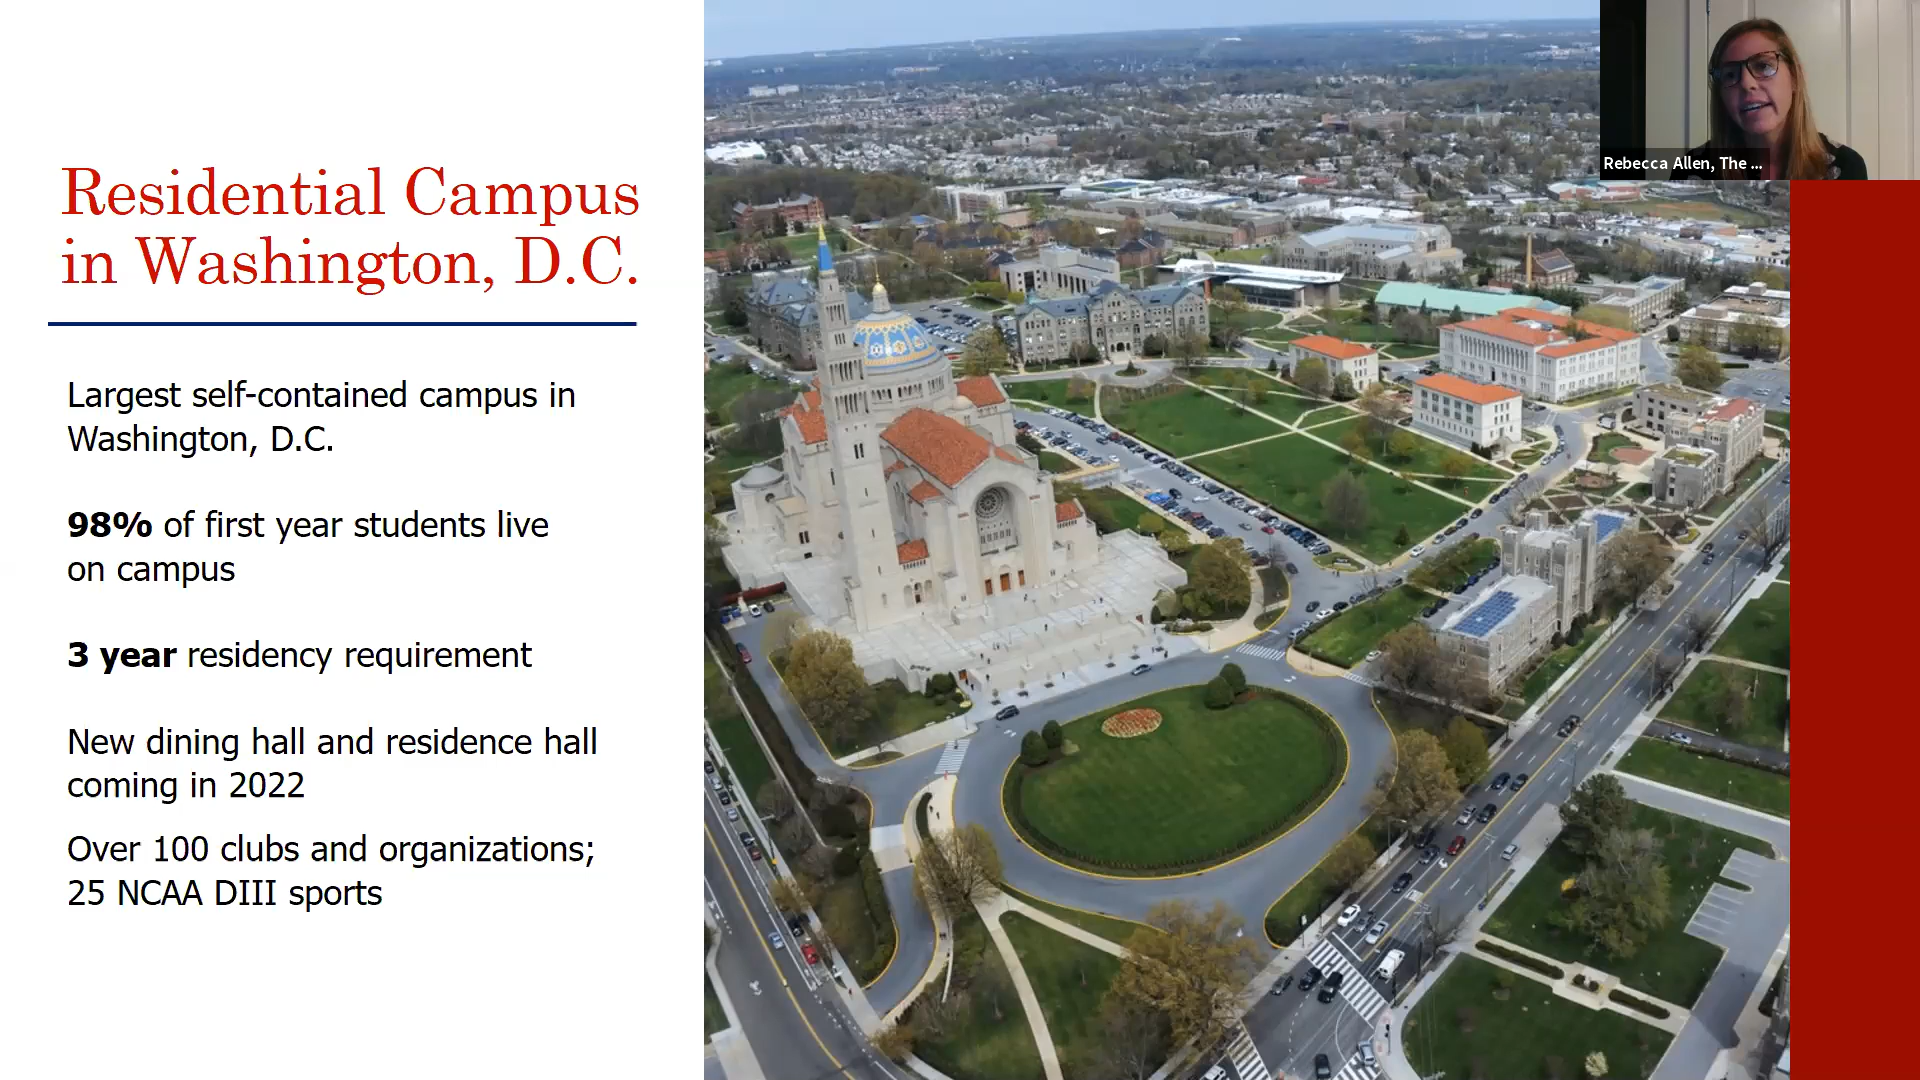 Residential Campus
in Washington, D.C.
Largest self-contained campus in
Washington, D.C.
98% of first year students live
on campus
3 year residency requirement
New dining hall and residence hall
coming in 2022
Over 100 clubs and organizations;
25 NCAA DIII sports
Rebecca Allen, The ...